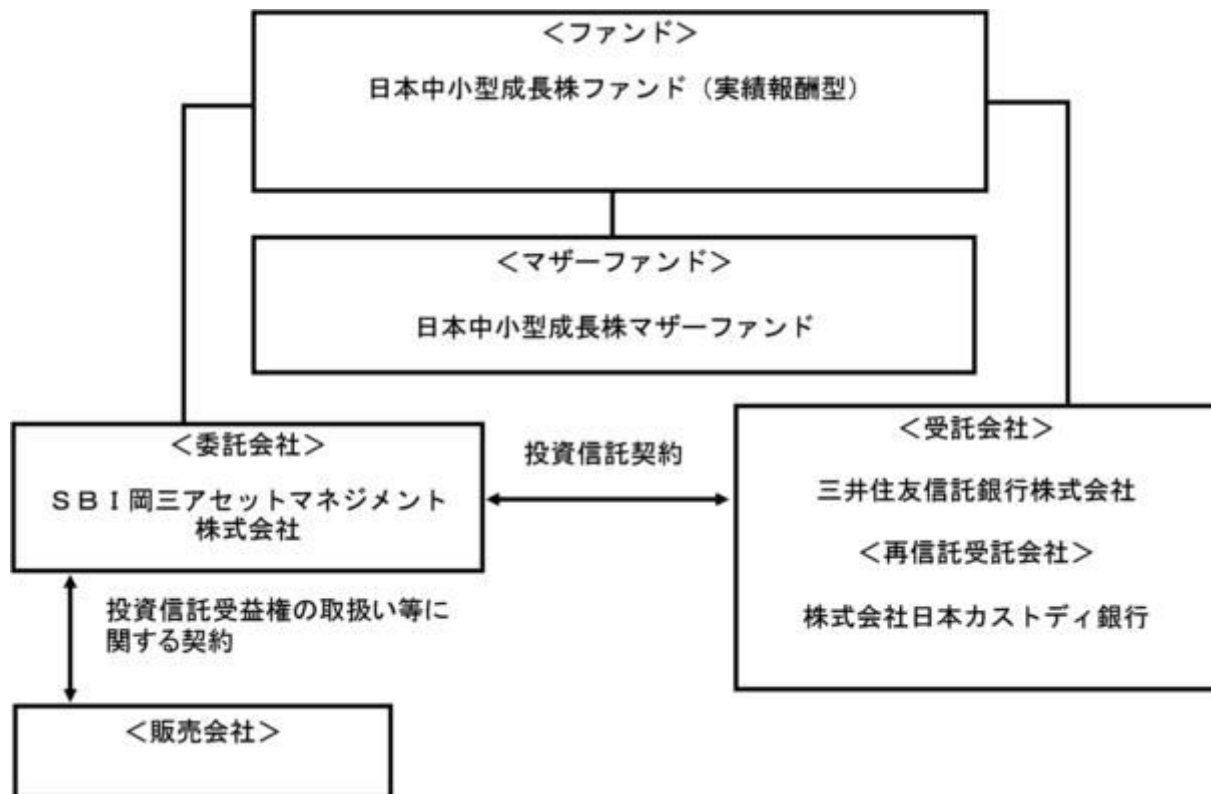 ＜ファンド＞
日本中小型成長株ファンド（実績報酬型）
＜マザーファンド＞
日本中小型成長株マザーファンド
＜委託会社＞
ＳＢＩ岡三アセットマネジメント
株式会社
投資信託契約
＜受託会社＞
三井住友信託銀行株式会社
＜再信託受託会社＞
株式会社日本カストディ銀行
投資信託受益権の取扱い等に
関する契約
＜販売会社＞